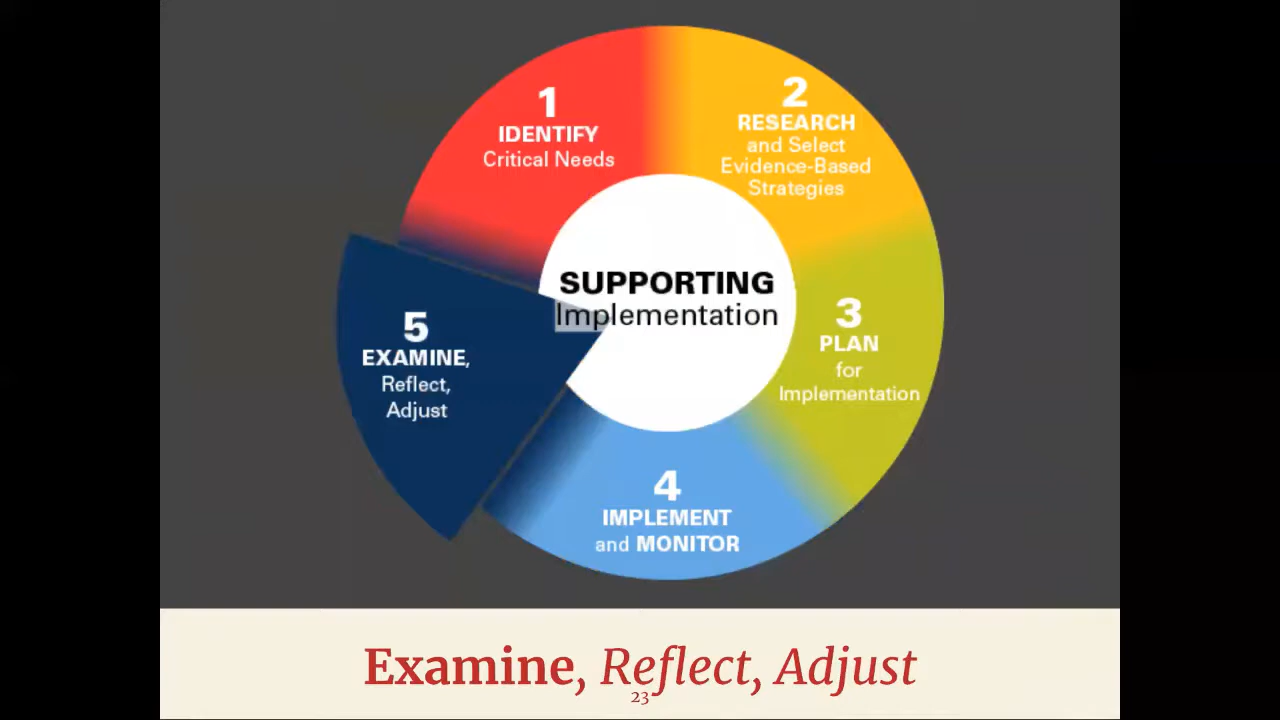 1
IDENTIFY
Critical Needs
2
RESEARCH
and Select
Evidence-Based
Strategies
3
PLAN
for
Implementation
4
IMPLEMENT
and MONITOR
5
EXAMINE,
Reflect,
Adjust
SUPPORTING
Implementation
Examine, Reflect, Adjust
23